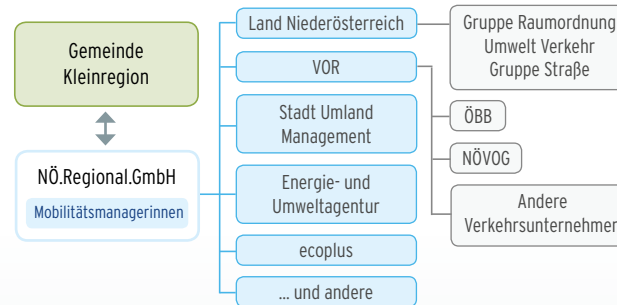 Gemeinde
Kleinregion
NÖ.Regional.GmbH
Mobilitätsmanagerinnen
Land Niederösterreich
VOR
Stadt Umland
Management
Energie- und
Umweltagentur
ecoplus
... und andere
Gruppe Raumordnung
Umwelt Verkehr
Gruppe Straße
ÖBB
NÖVOG
Andere
Verkehrsunternehmen